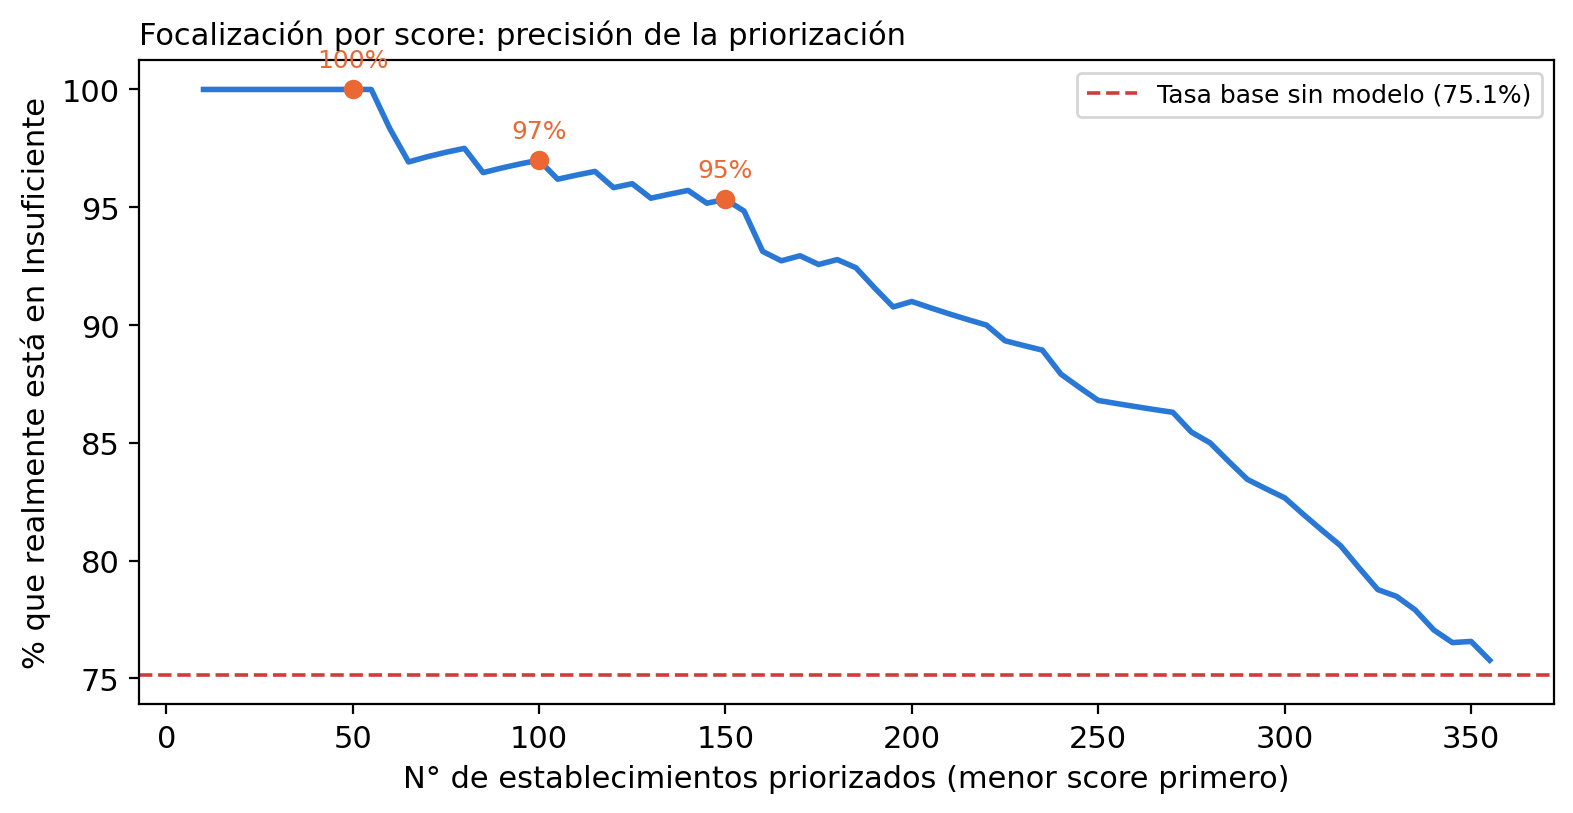 Focalización por score: precisión de la priorización
100%
97%
95%
Tasa base sin modelo (75.1%)
% que realmente está en Insuficiente
100
95
90
85
80
75
0 50 100 150 200 250 300 350
N° de establecimientos priorizados (menor score primero)